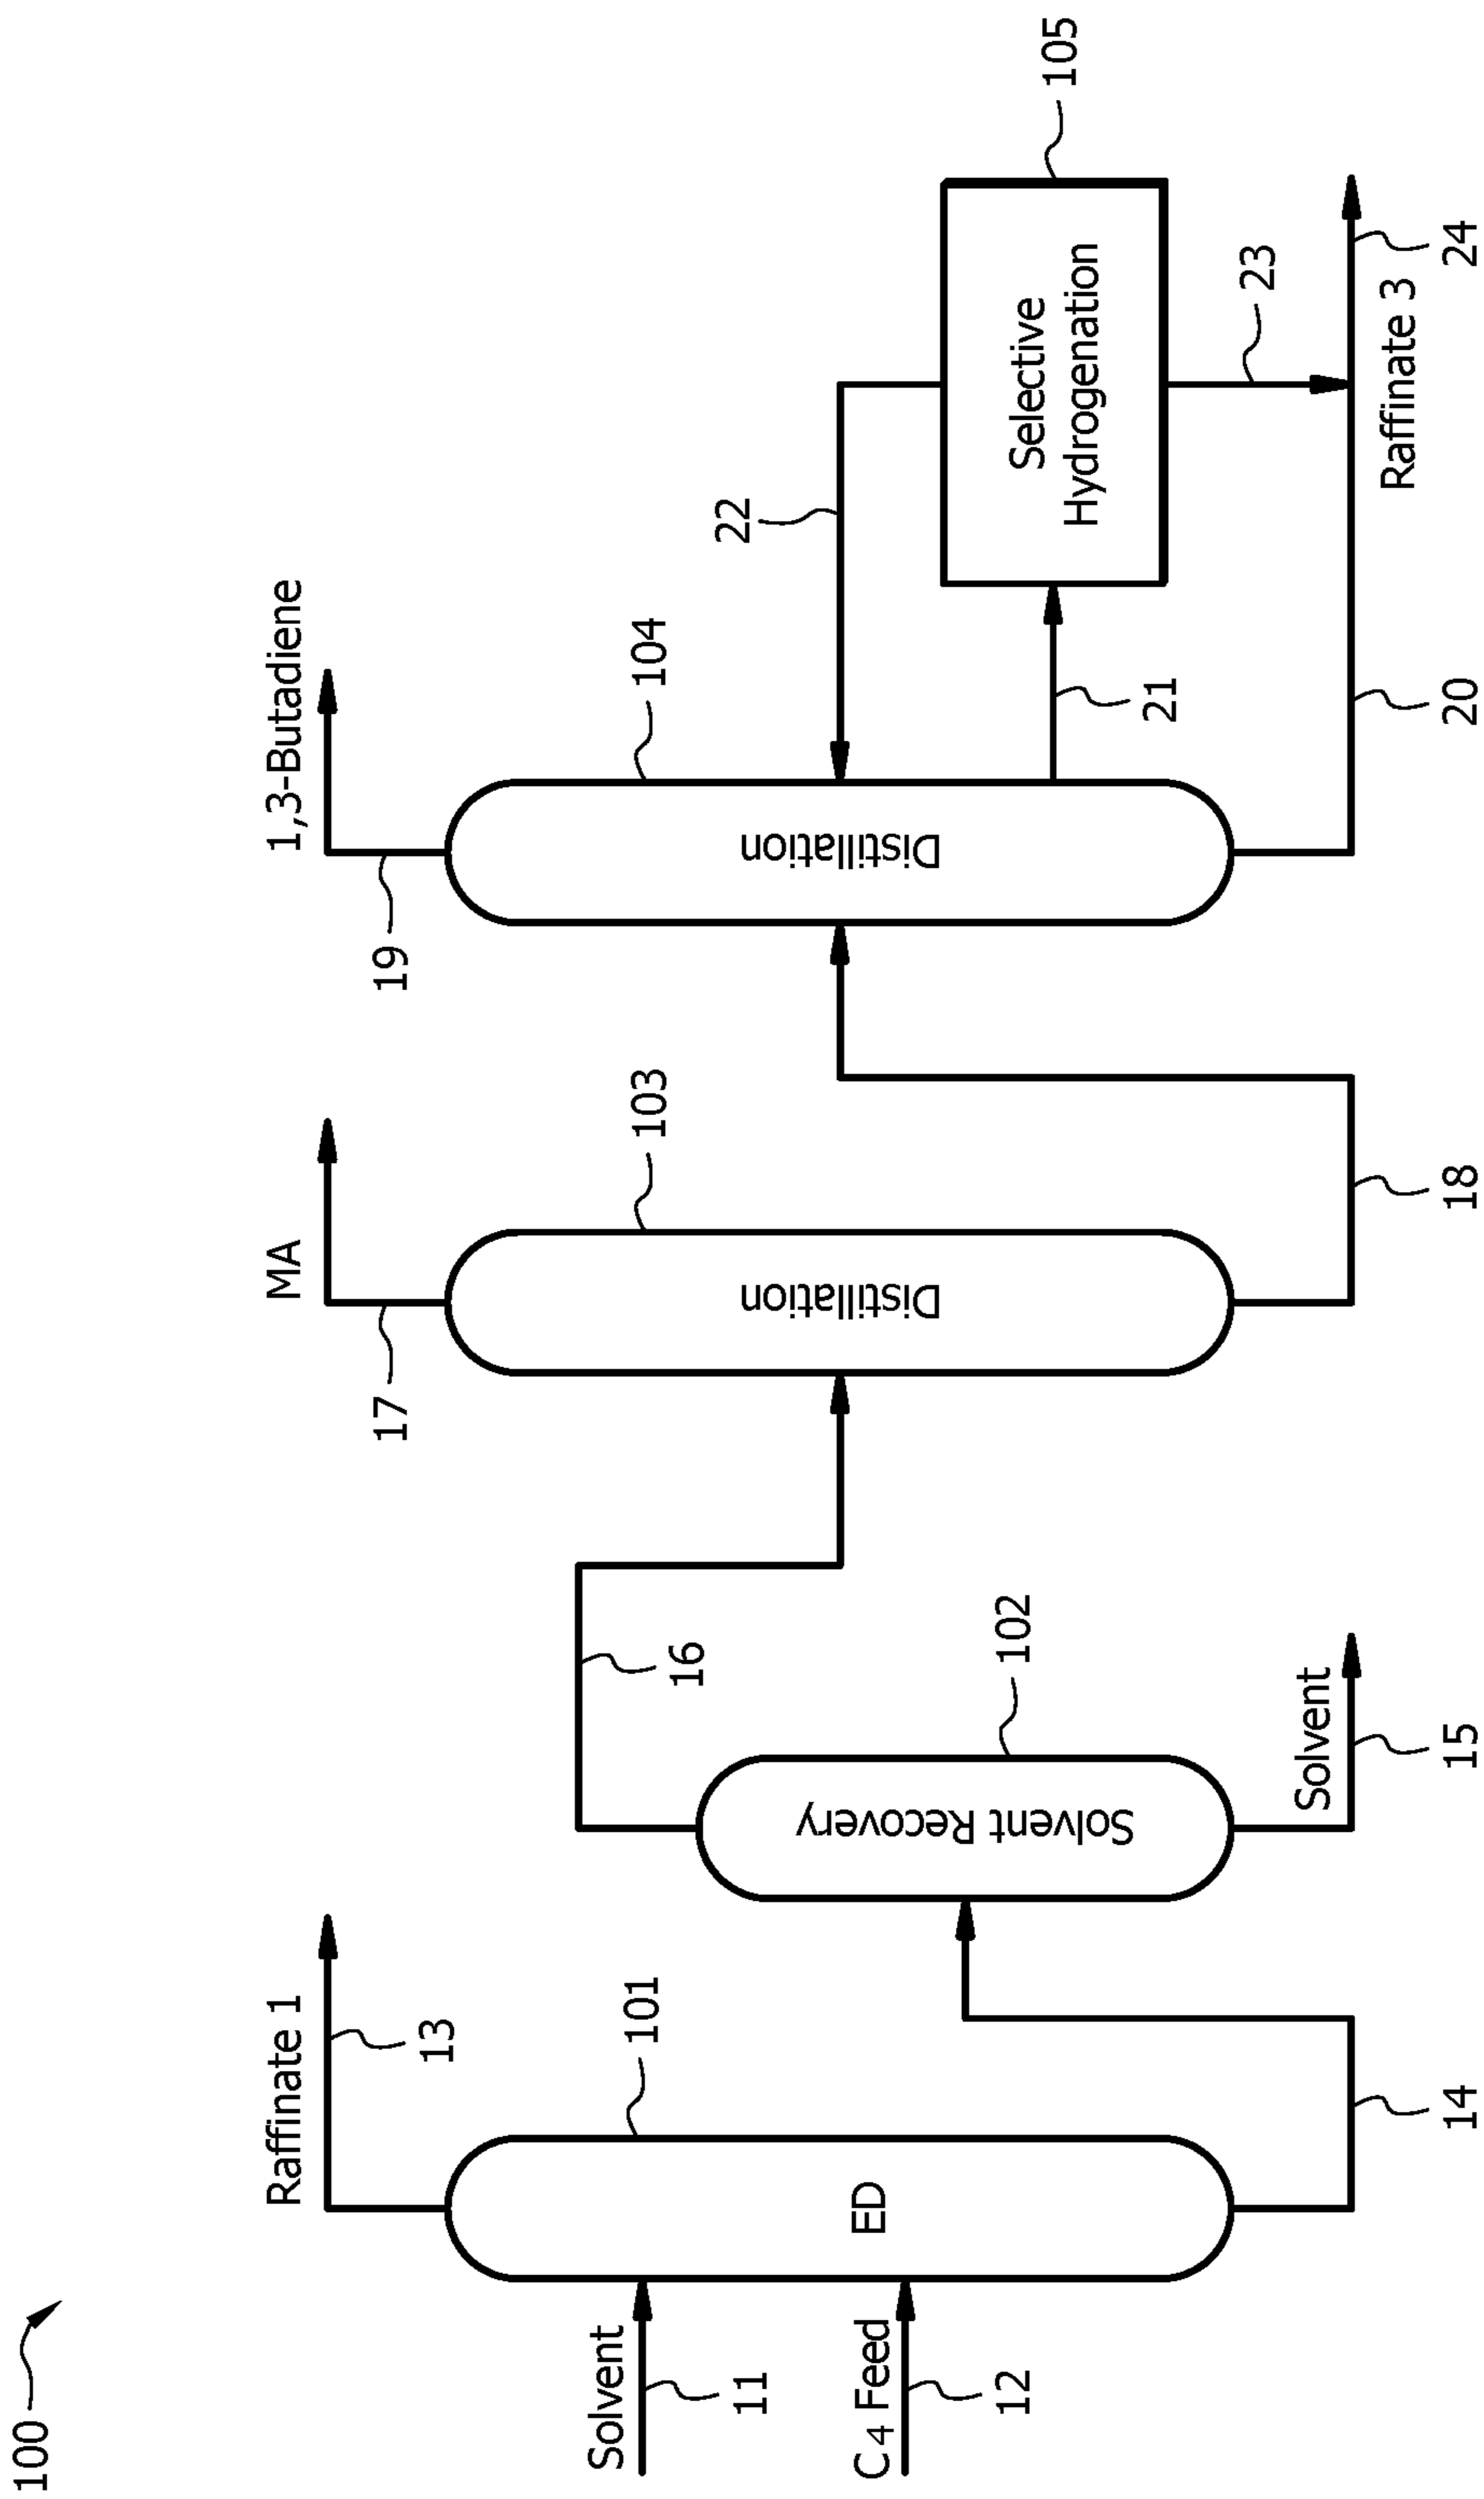 100
Solvent
11
C4 Feed
12
Raffinate 1
13
101
ED
14
102
Solvent Recovery
Solvent
15
16
MA
17
103
Distillation
18
1,3-Butadiene
19
104
Distillation
22
21
20
105
Selective
Hydrogenation
23
Raffinate 3
24